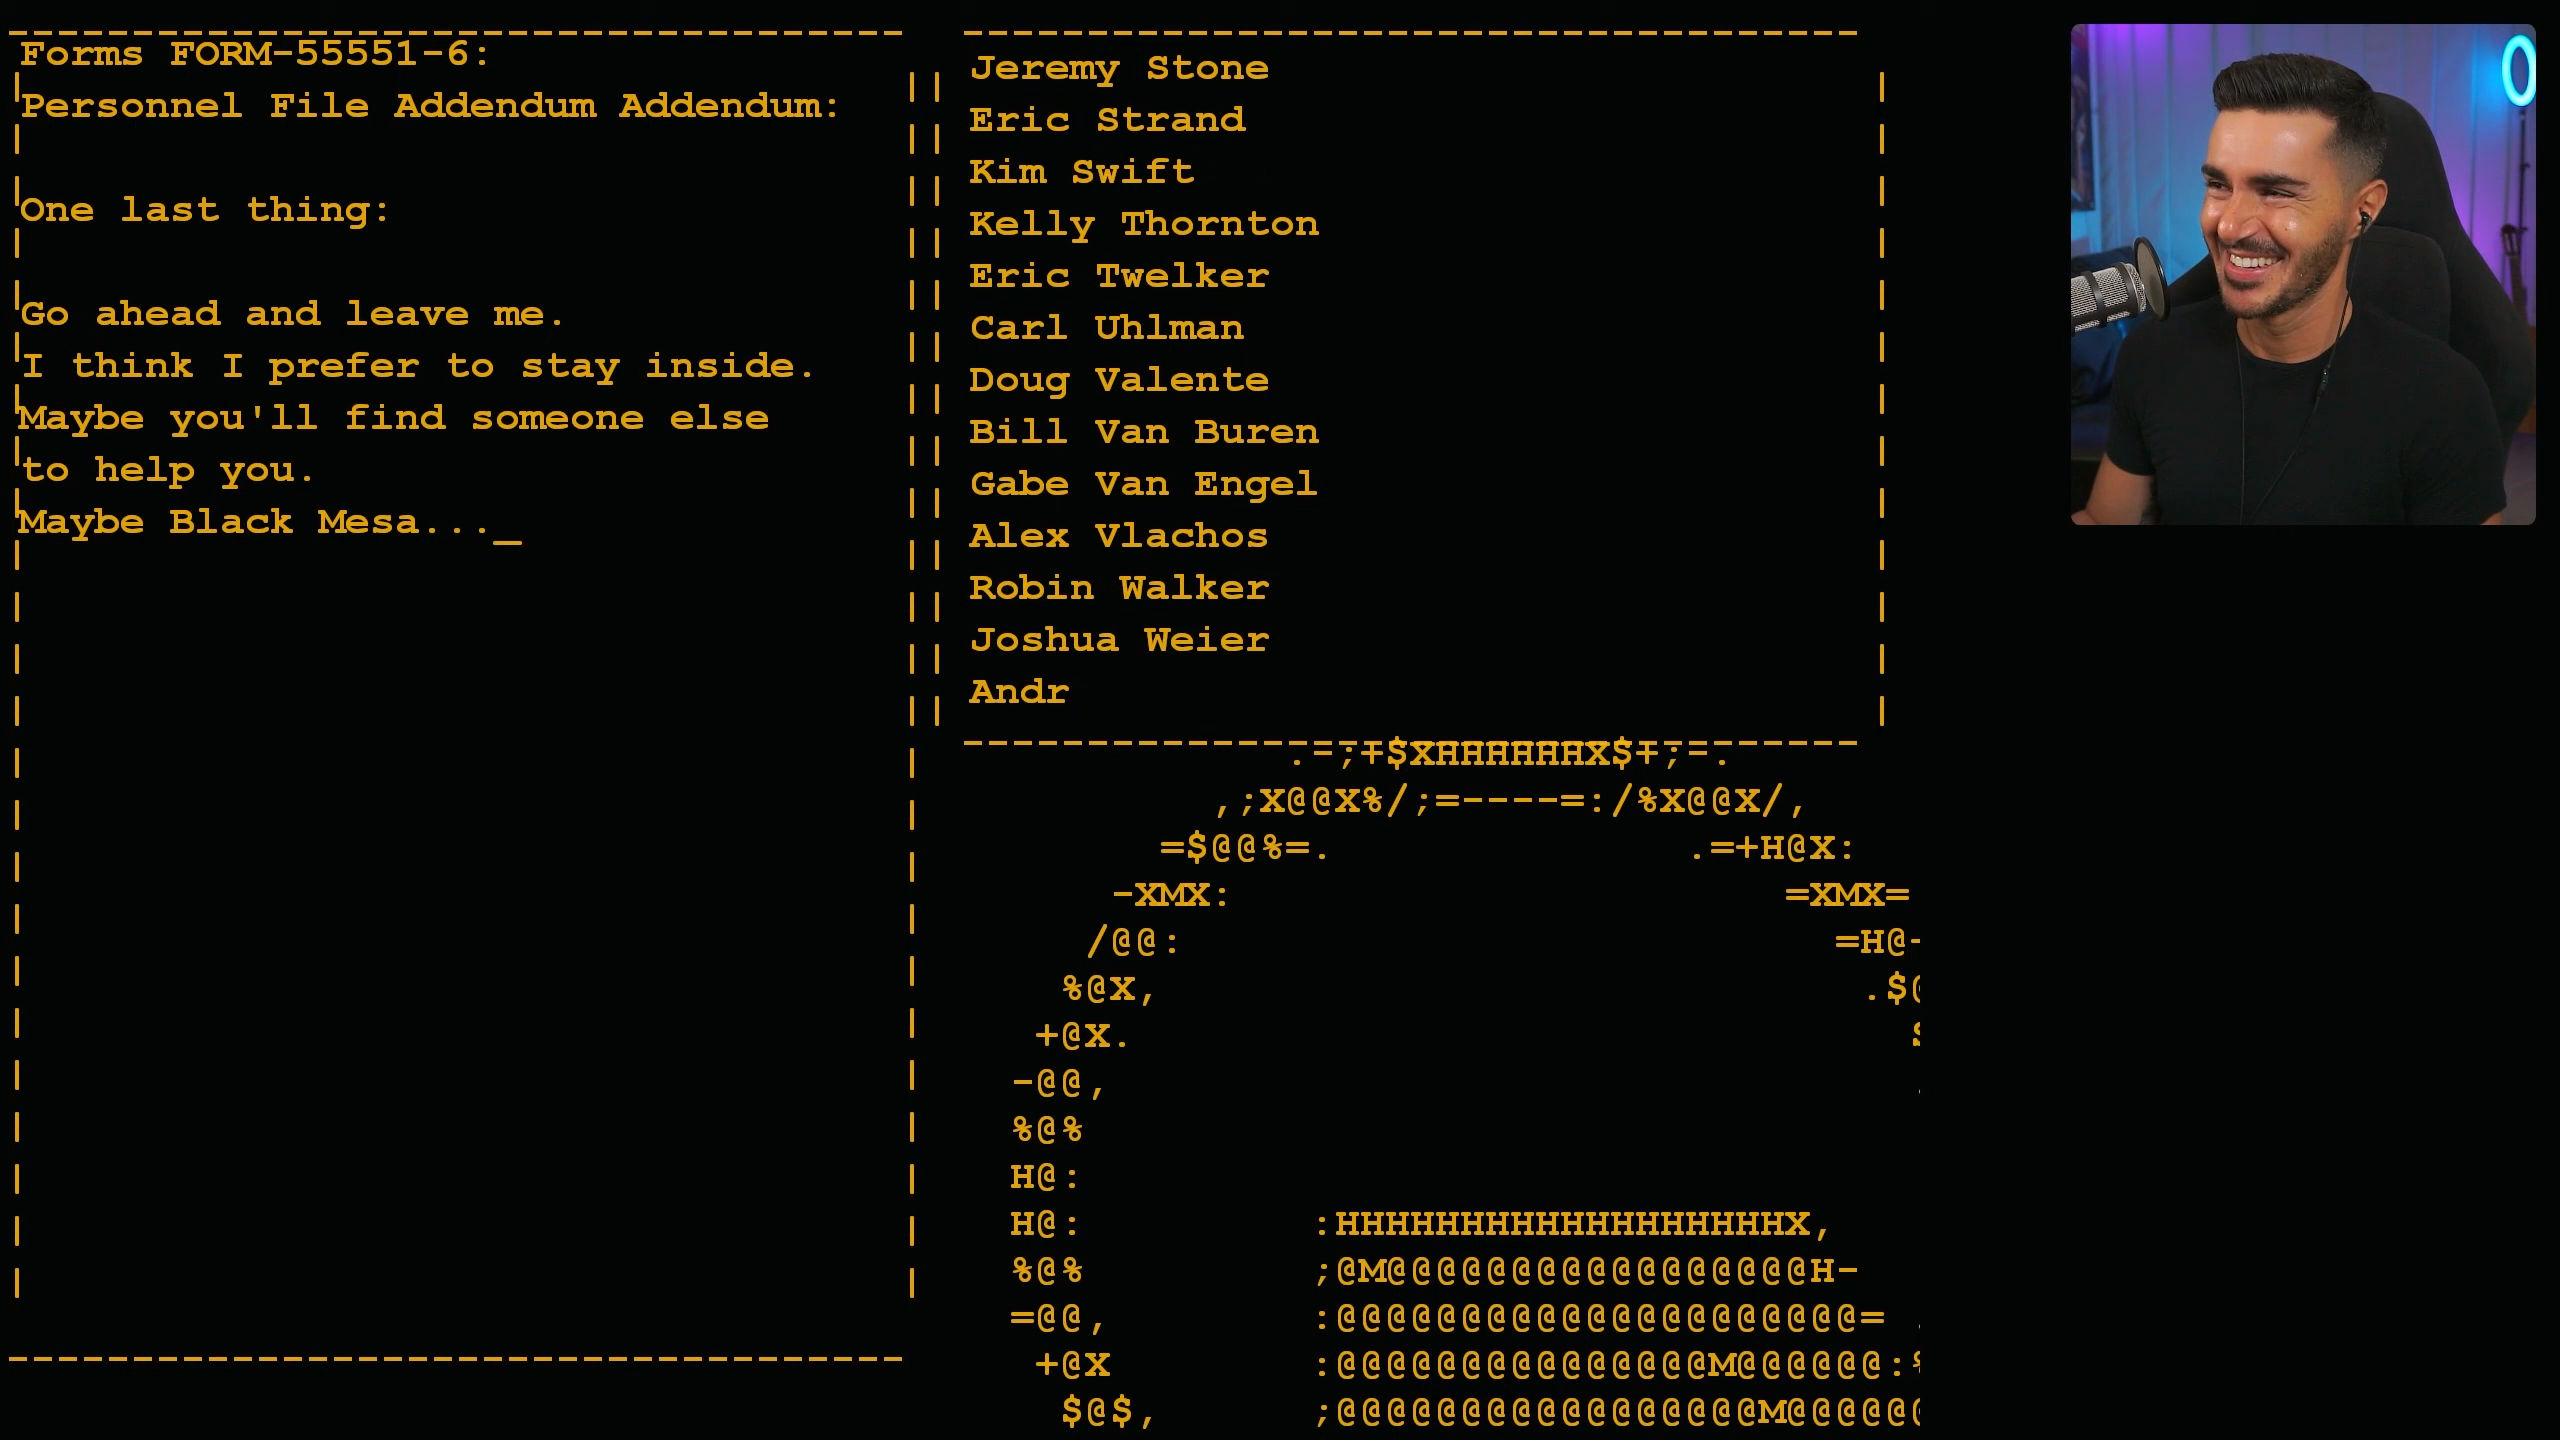 Forms FORM-55551-6:
Personnel File Addendum Addendum:
One last thing:
Go ahead and leave me.
I think I prefer to stay inside.
Maybe you'll find someone else
to help you.
Maybe Black Mesa..._
Jeremy Stone
Eric Strand
Kim Swift
Kelly Thornton
Eric Twelker
Carl Uhlman
Doug Valente
Bill Van Buren
Gabe Van Engel
Alex Vlachos
Robin Walker
Joshua Weier
Andr